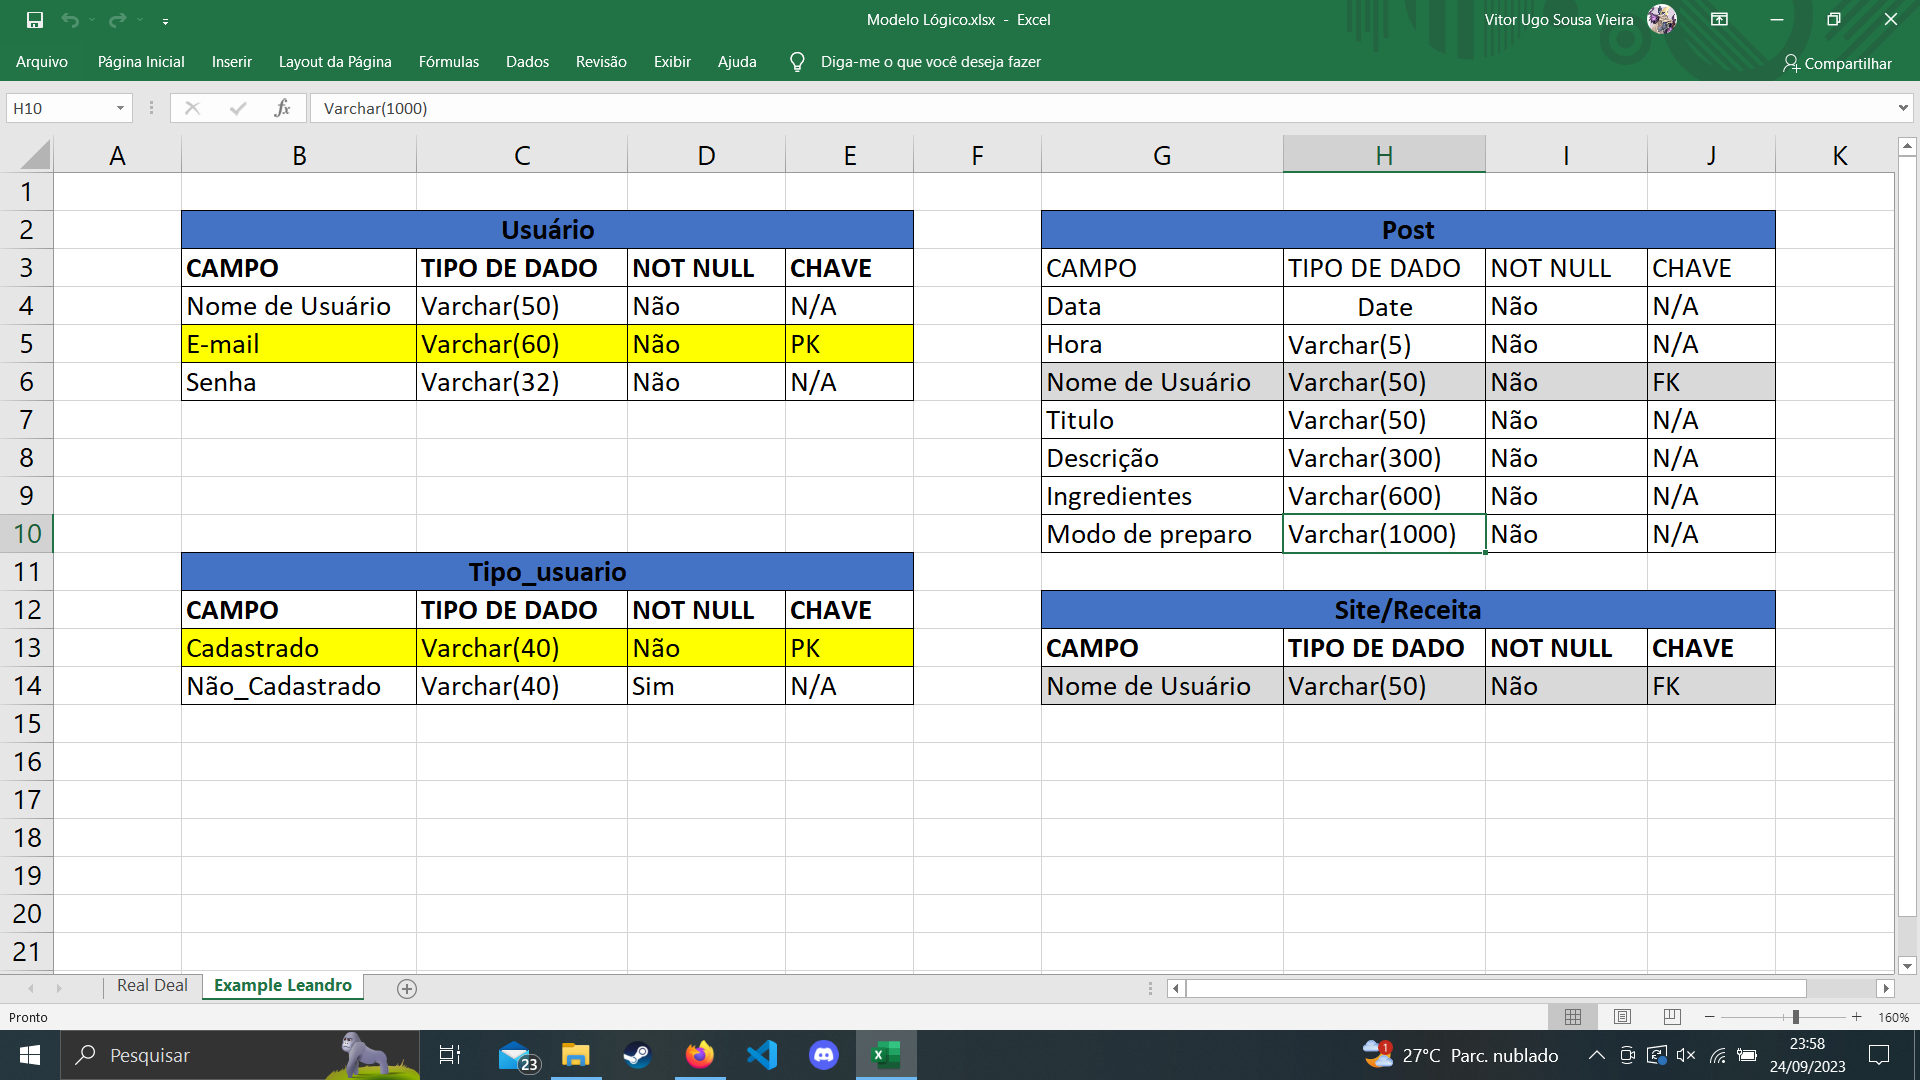 Modelo Lógico.xlsx - Excel
Vitor Ugo Sousa Vieira
Arquivo Página Inicial Inserir Layout da Página Fórmulas Dados Revisão Exibir Ajuda Diga-me o que você deseja fazer Compartilhar
H10 fx Varchar(1000)
A B C D E F G H I J K
1
2 Usuário Post
3 CAMPO TIPO DE DADO NOT NULL CHAVE CAMPO TIPO DE DADO NOT NULL CHAVE
4 Nome de Usuário Varchar(50) Não N/A Data Date Não N/A
5 E-mail Varchar(60) Não PK Hora Varchar(5) Não N/A
6 Senha Varchar(32) Não N/A Nome de Usuário Varchar(50) Não FK
7 Titulo Varchar(50) Não N/A
8 Descrição Varchar(300) Não N/A
9 Ingredientes Varchar(600) Não N/A
10 Modo de preparo Varchar(1000) Não N/A
11 Tipo_usuario
12 CAMPO TIPO DE DADO NOT NULL CHAVE Site/Receita
13 Cadastrado Varchar(40) Não PK CAMPO TIPO DE DADO NOT NULL CHAVE
14 Não_Cadastrado Varchar(40) Sim N/A Nome de Usuário Varchar(50) Não FK
15
16
17
18
19
20
21
Real Deal Example Leandro
Pronto 160%
Pesquisar 23 1 27°C Parc. nublado 23:58
24/09/2023